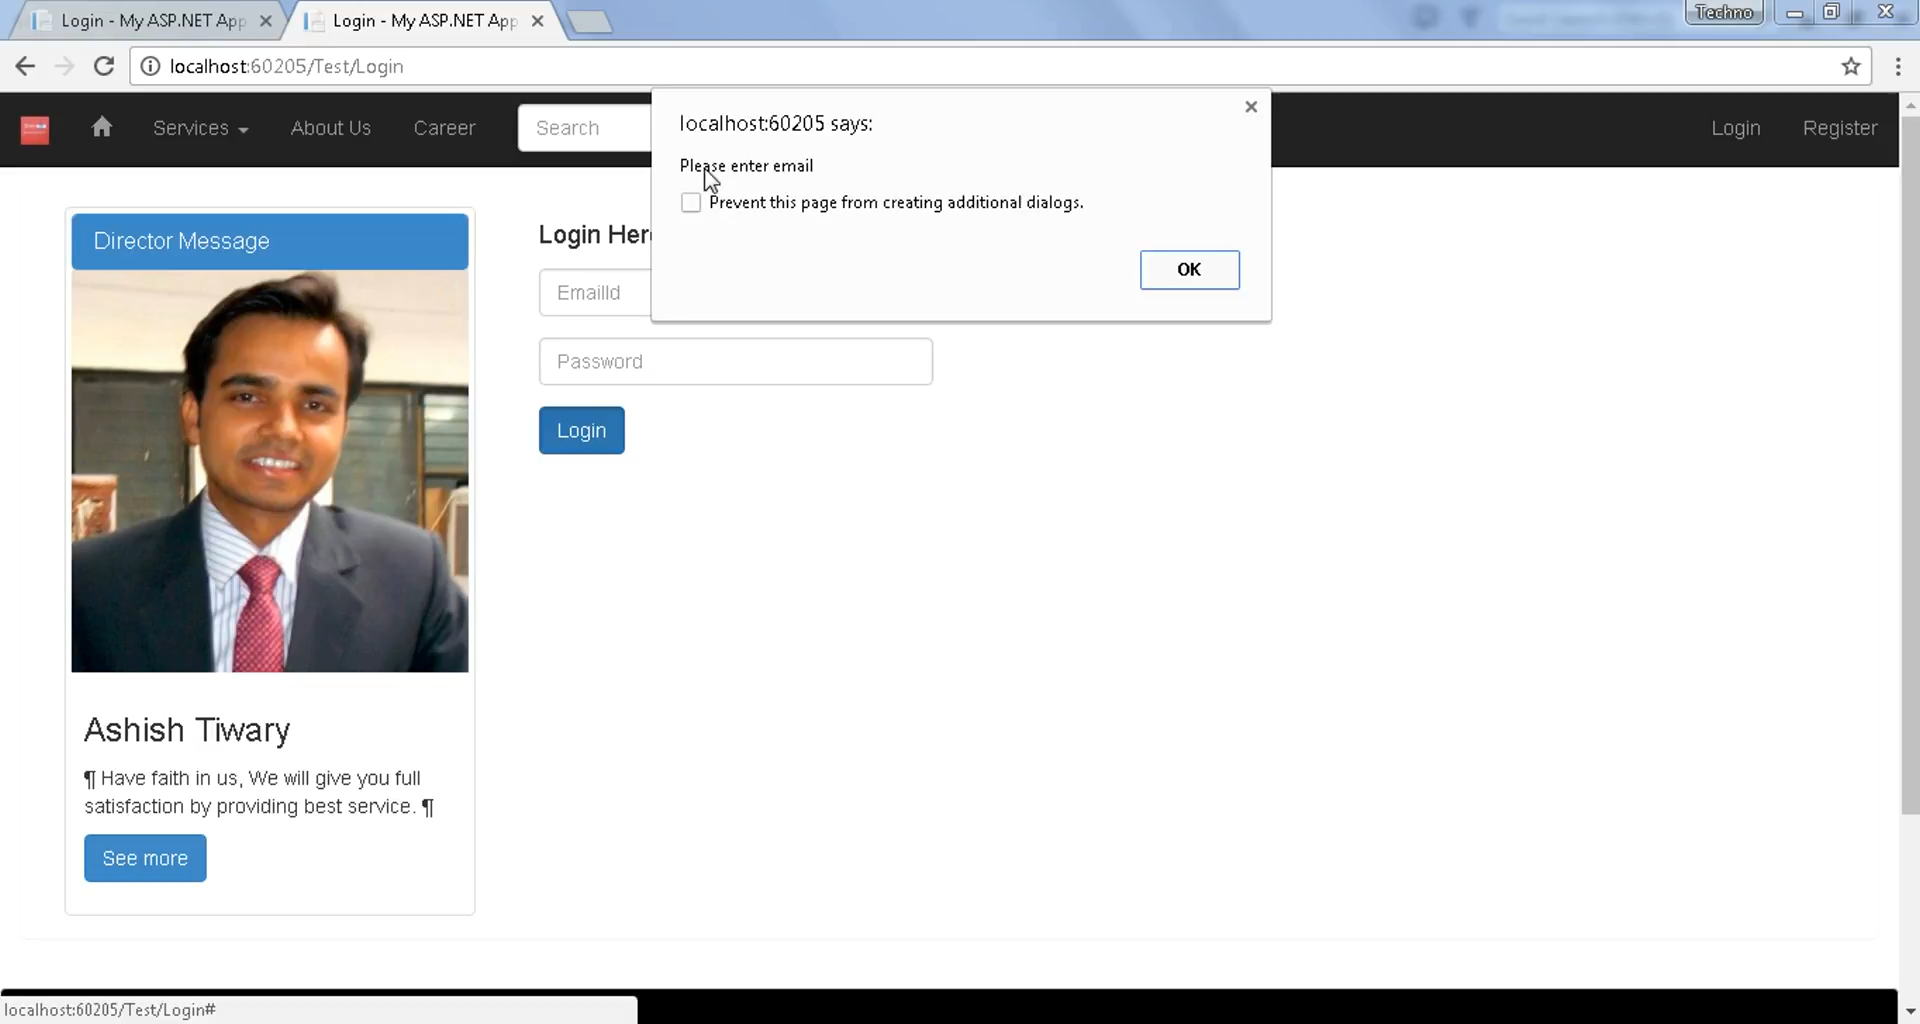 Login - My ASP.NET App
Login - My ASP.NET App
Techno
localhost:60205/Test/Login
Services
About Us
Career
Search
Login
Register
localhost:60205 says:
Please enter email
Prevent this page from creating additional dialogs.
OK
Director Message
Login Her
EmailId
Password
Login
Ashish Tiwary
¶ Have faith in us, We will give you full
satisfaction by providing best service. ¶
See more
localhost:60205/Test/Login#